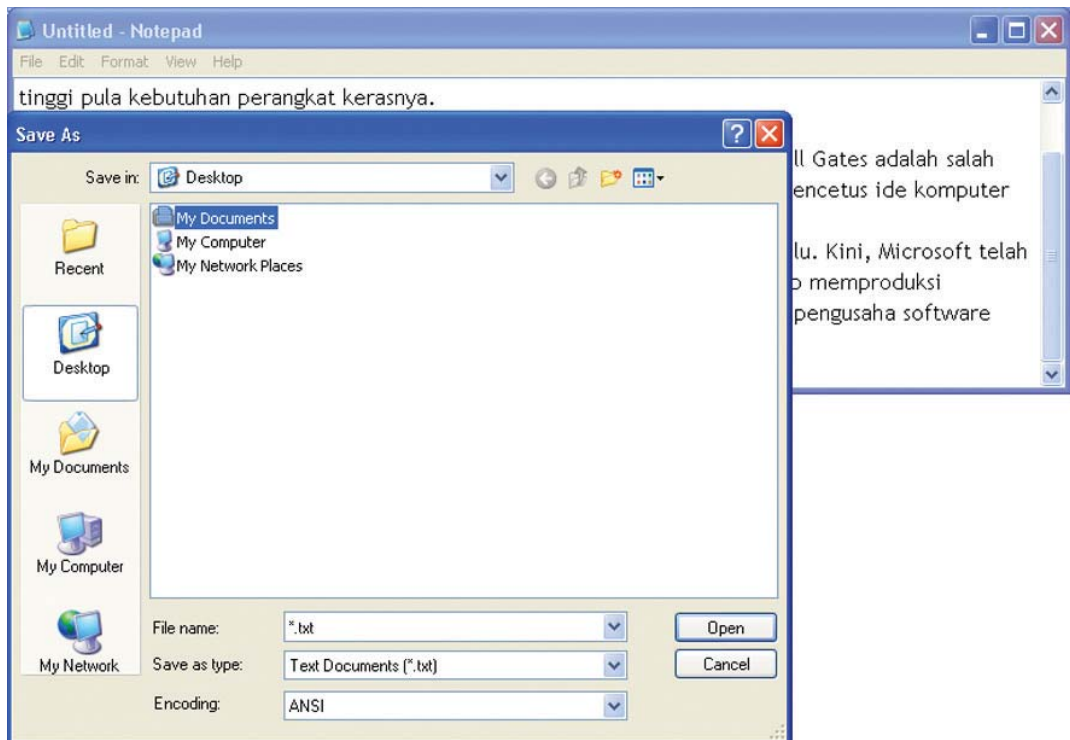 Untitled - Notepad
File Edit Format View Help
tinggi pula kebutuhan perangkat kerasnya.
Save As
Save in: Desktop
ll Gates adalah salah
encetus ide komputer
lu. Kini, Microsoft telah
memproduksi
pengusaha software
My Documents
My Computer
My Network Places
Recent
Desktop
My Documents
My Computer
My Network
File name: *.txt Open
Save as type: Text Documents (*.txt) Cancel
Encoding: ANSI